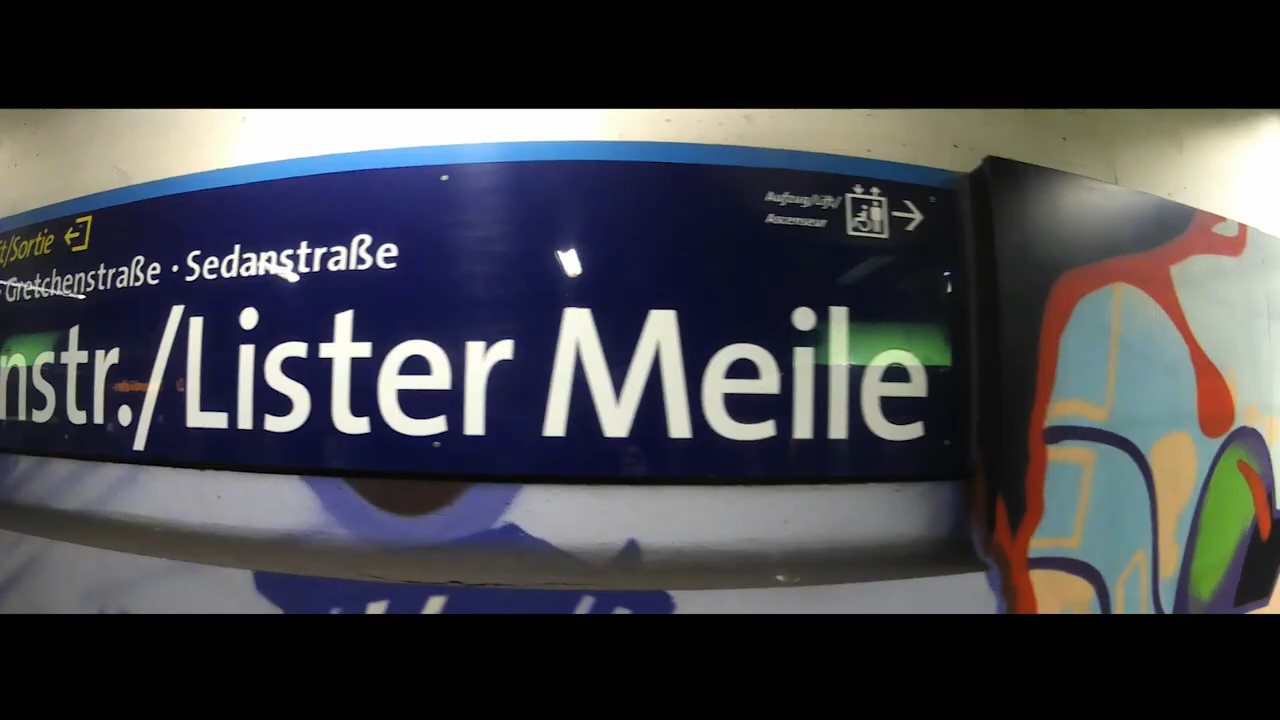 t/Sortie
Gretchenstraße · Sedanstraße
nstr./Lister Meile
Aufzug/Lift/
Ascenseur